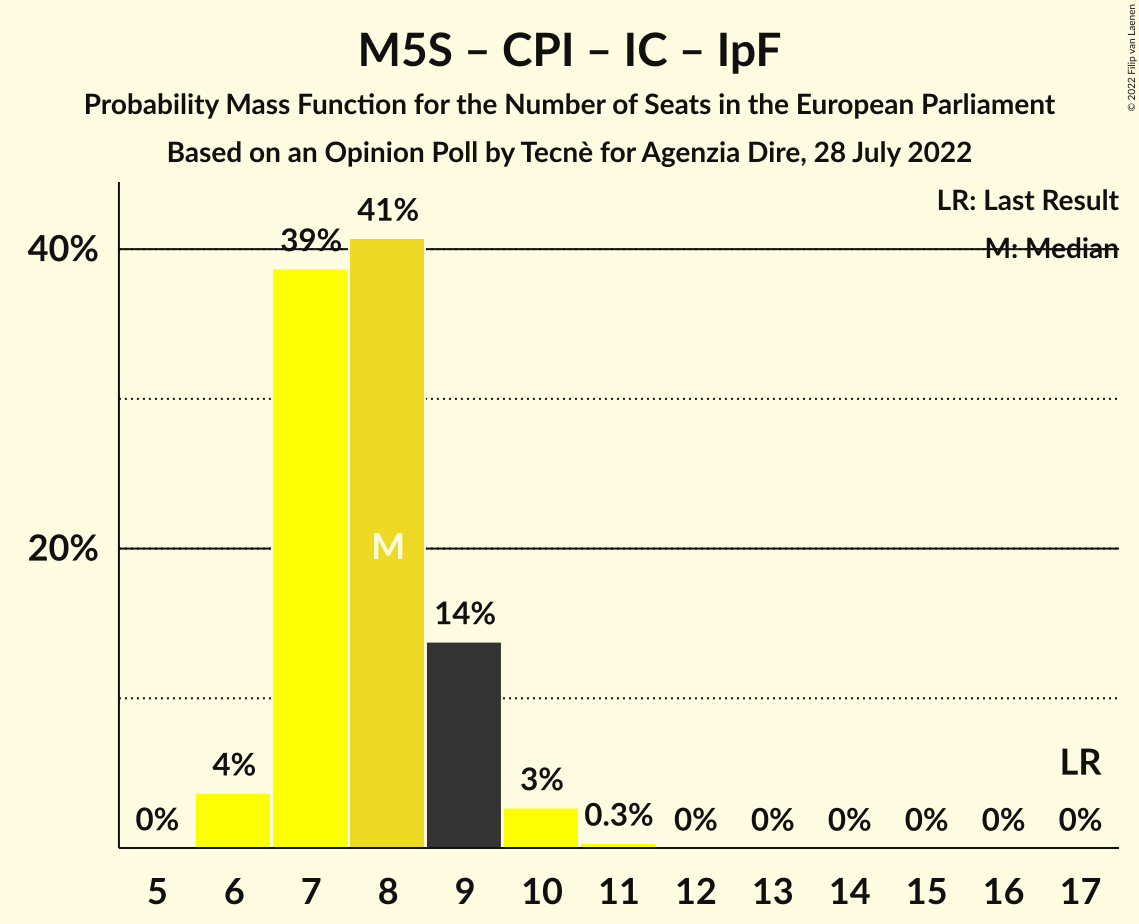 M5S – CPI – IC – IpF
Probability Mass Function for the Number of Seats in the European Parliament
Based on an Opinion Poll by Tecnè for Agenzia Dire, 28 July 2022
© 2022 Filip van Laenen
LR: Last Result
M: Median
40%
20%
0%
4%
39%
41%
M
14%
3%
0.3%
0%
0%
0%
0%
0%
LR
0%
5 6 7 8 9 10 11 12 13 14 15 16 17